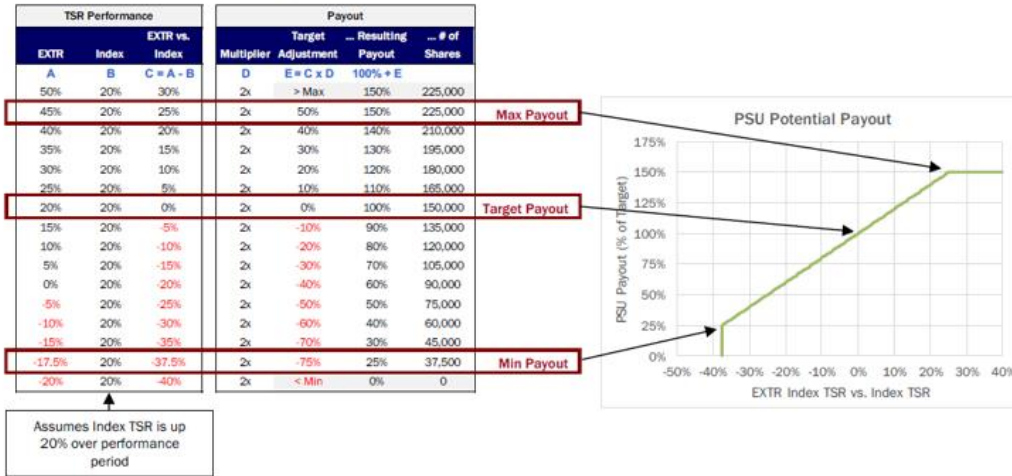 TSR Performance
Payout
EXTR vs.
Target
... Resulting
... # of
EXTR
Index
Index
Multiplier
Adjustment
Payout
Shares
A B C = A - B D E = C x D 100% + E
50% 20% 30% 2x > Max 150% 225,000
45% 20% 25% 2x 50% 150% 225,000 Max Payout
40% 20% 20% 2x 40% 140% 210,000
35% 20% 15% 2x 30% 130% 195,000
30% 20% 10% 2x 20% 120% 180,000
25% 20% 5% 2x 10% 110% 165,000
20% 20% 0% 2x 0% 100% 150,000 Target Payout
15% 20% -5% 2x -10% 90% 135,000
10% 20% -10% 2x -20% 80% 120,000
5% 20% -15% 2x -30% 70% 105,000
0% 20% -20% 2x -40% 60% 90,000
-5% 20% -25% 2x -50% 50% 75,000
-10% 20% -30% 2x -60% 40% 60,000
-15% 20% -35% 2x -70% 30% 45,000
-17.5% 20% -37.5% 2x -75% 25% 37,500 Min Payout
-20% 20% -40% 2x < Min 0% 0
Assumes Index TSR is up
20% over performance
period
PSU Potential Payout
PSU Payout (% of Target)
175%
150%
125%
100%
75%
50%
25%
0%
-50% -40% -30% -20% -10% 0% 10% 20% 30% 40%
EXTR Index TSR vs. Index TSR